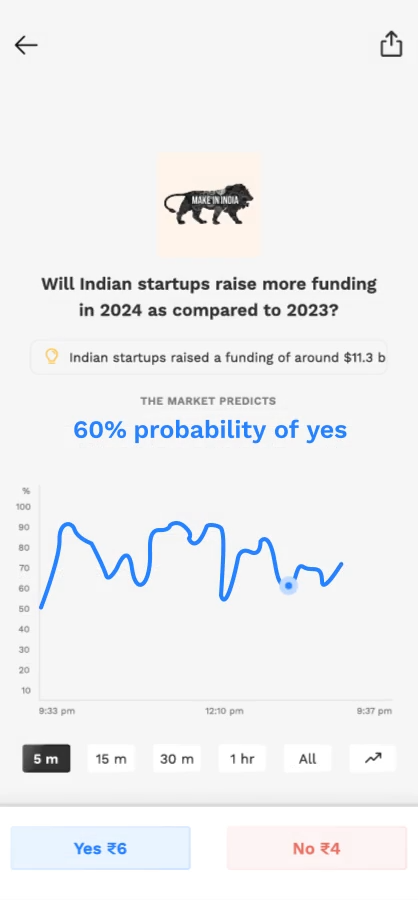 MAKE IN INDIA
Will Indian startups raise more funding
in 2024 as compared to 2023?
Indian startups raised a funding of around $11.3 b
THE MARKET PREDICTS
60% probability of yes
%
100
90
80
70
60
50
40
30
20
10
9:33 pm 12:10 pm 9:37 pm
5 m 15 m 30 m 1 hr All
Yes ₹6 No ₹4